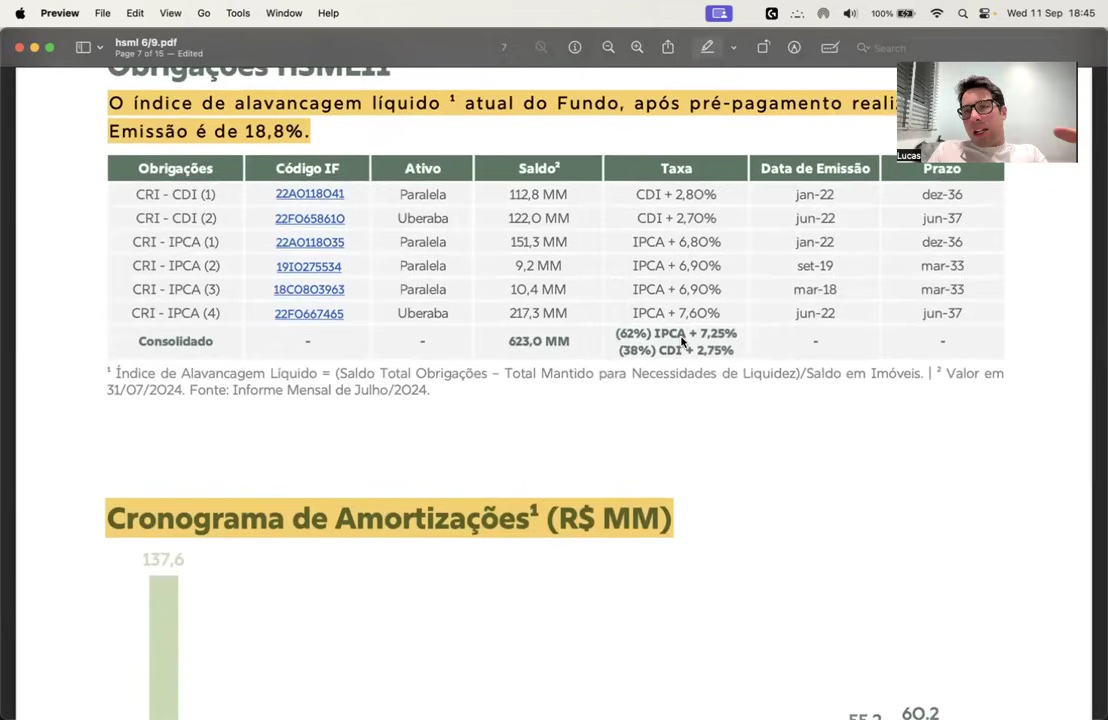 Preview File Edit View Go Tools Window Help 100% Wed 11 Sep 18:45
hsml 6/9.pdf
Page 7 of 15 — Edited
7
Search
Obrigações HSML11
O índice de alavancagem líquido ¹ atual do Fundo, após pré-pagamento reali
Emissão é de 18,8%.
Lucas
Obrigações Código IF Ativo Saldo² Taxa Data de Emissão Prazo
CRI - CDI (1) 22A0118041 Paralela 112,8 MM CDI + 2,80% jan-22 dez-36
CRI - CDI (2) 22F0658610 Uberaba 122,0 MM CDI + 2,70% jun-22 jun-37
CRI - IPCA (1) 22A0118035 Paralela 151,3 MM IPCA + 6,80% jan-22 dez-36
CRI - IPCA (2) 19I0275534 Paralela 9,2 MM IPCA + 6,90% set-19 mar-33
CRI - IPCA (3) 18C0803963 Paralela 10,4 MM IPCA + 6,90% mar-18 mar-33
CRI - IPCA (4) 22F0667465 Uberaba 217,3 MM IPCA + 7,60% jun-22 jun-37
Consolidado - - 623,0 MM (62%) IPCA + 7,25% - -
(38%) CDI + 2,75%
¹ Índice de Alavancagem Líquido = (Saldo Total Obrigações – Total Mantido para Necessidades de Liquidez)/Saldo em Imóveis. | ² Valor em
31/07/2024. Fonte: Informe Mensal de Julho/2024.
Cronograma de Amortizações¹ (R$ MM)
137,6
55,2
60,2